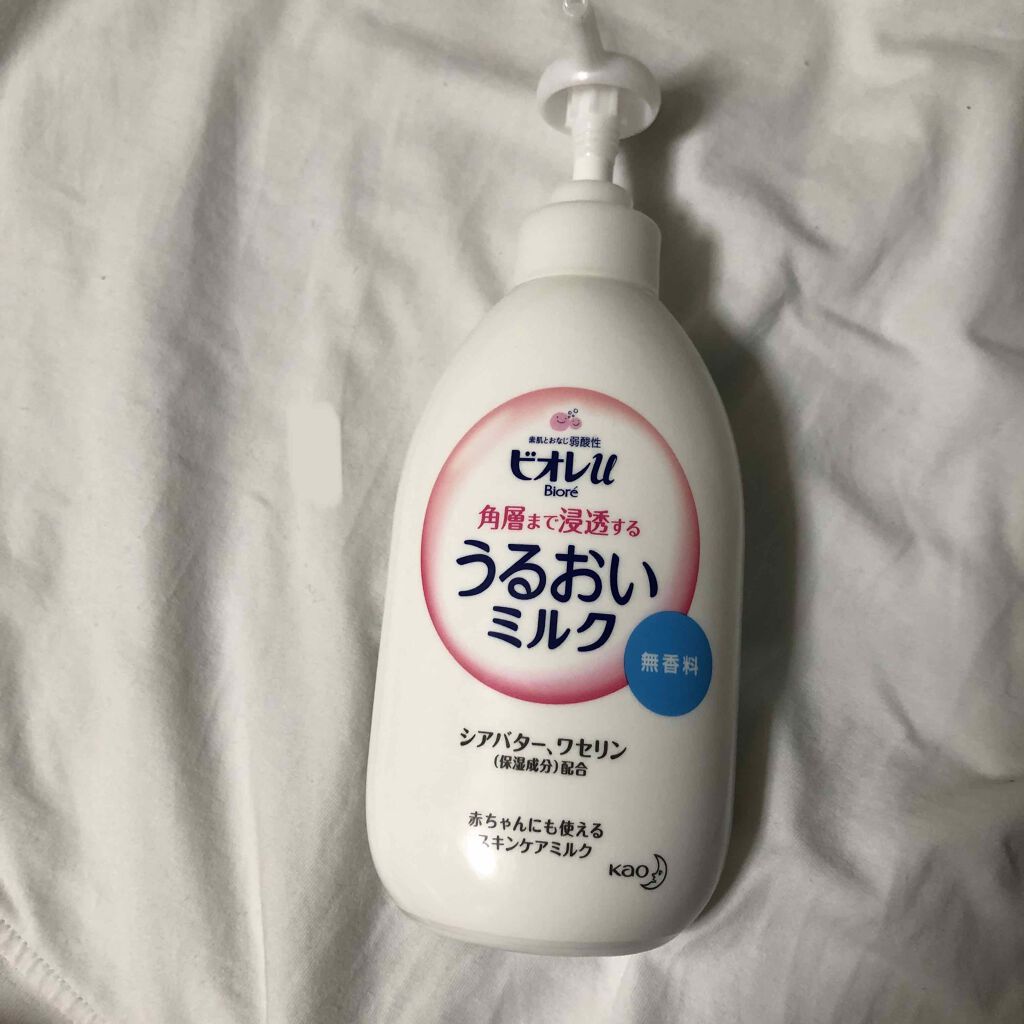 素肌とおなじ弱酸性
ビオレu
Bioré
角層まで浸透する
うるおい
ミルク
無香料
シアバター、ワセリン
(保湿成分)配合
赤ちゃんにも使える
スキンケアミルク
Kao